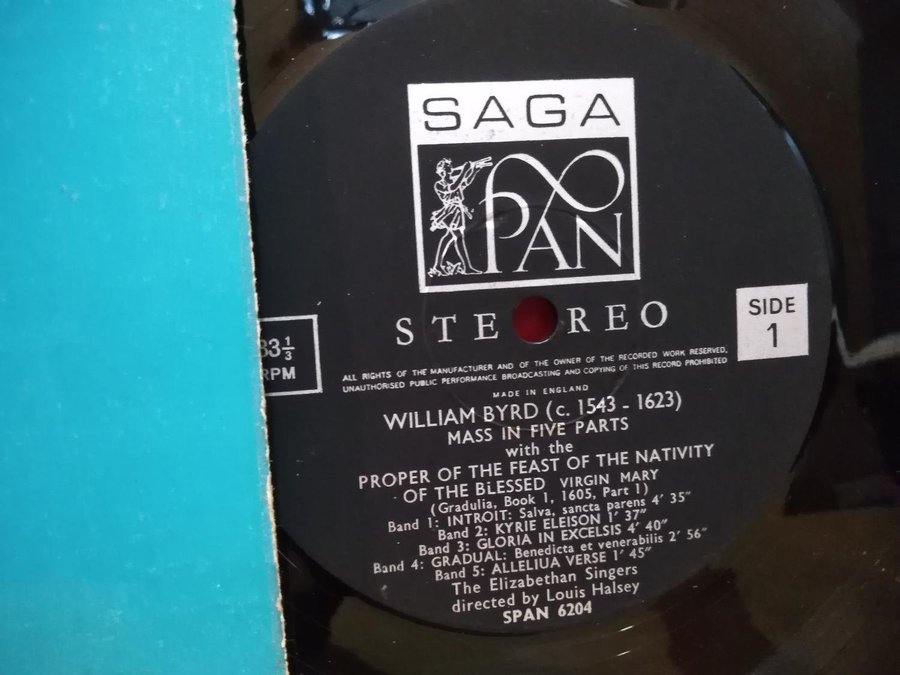 SAGA
PAN
STEREO
SIDE
1
33 1/3
RPM
ALL RIGHTS OF THE MANUFACTURER AND OF THE OWNER OF THE RECORDED WORK RESERVED,
UNAUTHORISED PUBLIC PERFORMANCE BROADCASTING AND COPYING OF THIS RECORD PROHIBITED
MADE IN ENGLAND
WILLIAM BYRD (c. 1543 - 1623)
MASS IN FIVE PARTS
with the
PROPER OF THE FEAST OF THE NATIVITY
OF THE BLESSED VIRGIN MARY
(Gradulia, Book 1, 1605, Part 1)
Band 1: INTROIT: Salva, sancta parens 4' 35"
Band 2: KYRIE ELEISON 1' 37"
Band 3: GLORIA IN EXCELSIS 4' 40"
Band 4: GRADUAL: Benedicta et venerabilis 2' 56"
Band 5: ALLELIUA VERSE 1' 45"
The Elizabethan Singers
directed by Louis Halsey
SPAN 6204